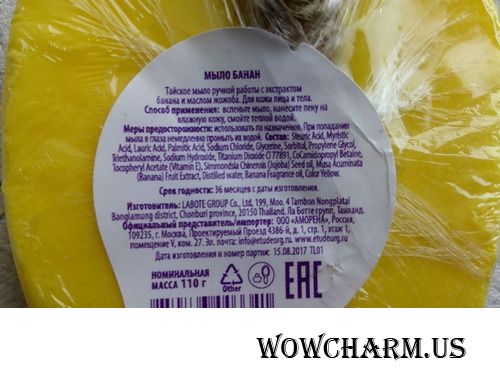 МЫЛО БАНАН
Тайское мыло ручной работы с экстрактом
банана и маслом жожоба. Для кожи лица и тела.
Способ применения: вспеньте мыло, нанесите пену на
влажную кожу, смойте теплой водой.
Меры предосторожности: использовать по назначению. При попадании
мыла в глаза немедленно промыть их водой. Состав: Stearic Acid, Myristic
Acid, Lauric Acid, Palmitic Acid, Sodium Chloride, Glycerine, Sorbitol, Propylene Glycol,
Triethanolamine, Sodium Hydroxide, Titanium Dioxide CI 77891, CoCamidopropyl Betaine,
Tocopheryl Acetate (Vitamin E), Simmondsia Chinensis (Jojoba) Seed oil, Musa Acuminata
(Banana) Fruit Extract, Distilled water, Banana Fragrance oil, Color Yellow.
Срок годности: 36 месяцев с даты изготовления.
Изготовитель: LABOTE GROUP Co., Ltd, 199, Moo. 4 Tambon Nongplalai
Banglamung district, Chonburi province, 20150 Thailand. Ла Ботте групп, Таиланд.
Официальный представитель/импортер: ООО «АМОРЕНА», Россия,
109235, г. Москва, Проектируемый Проезд 4386-й, д. 1, стр. 1, этаж 1,
помещение V, ком. 27. Эл. почта: info@etudeorg.ru www.etudeorg.ru
Дата изготовления и номер партии: 15.08.2017 TL01
НОМИНАЛЬНАЯ
МАССА 110 г
Other
EAC
WOWCHARM.US